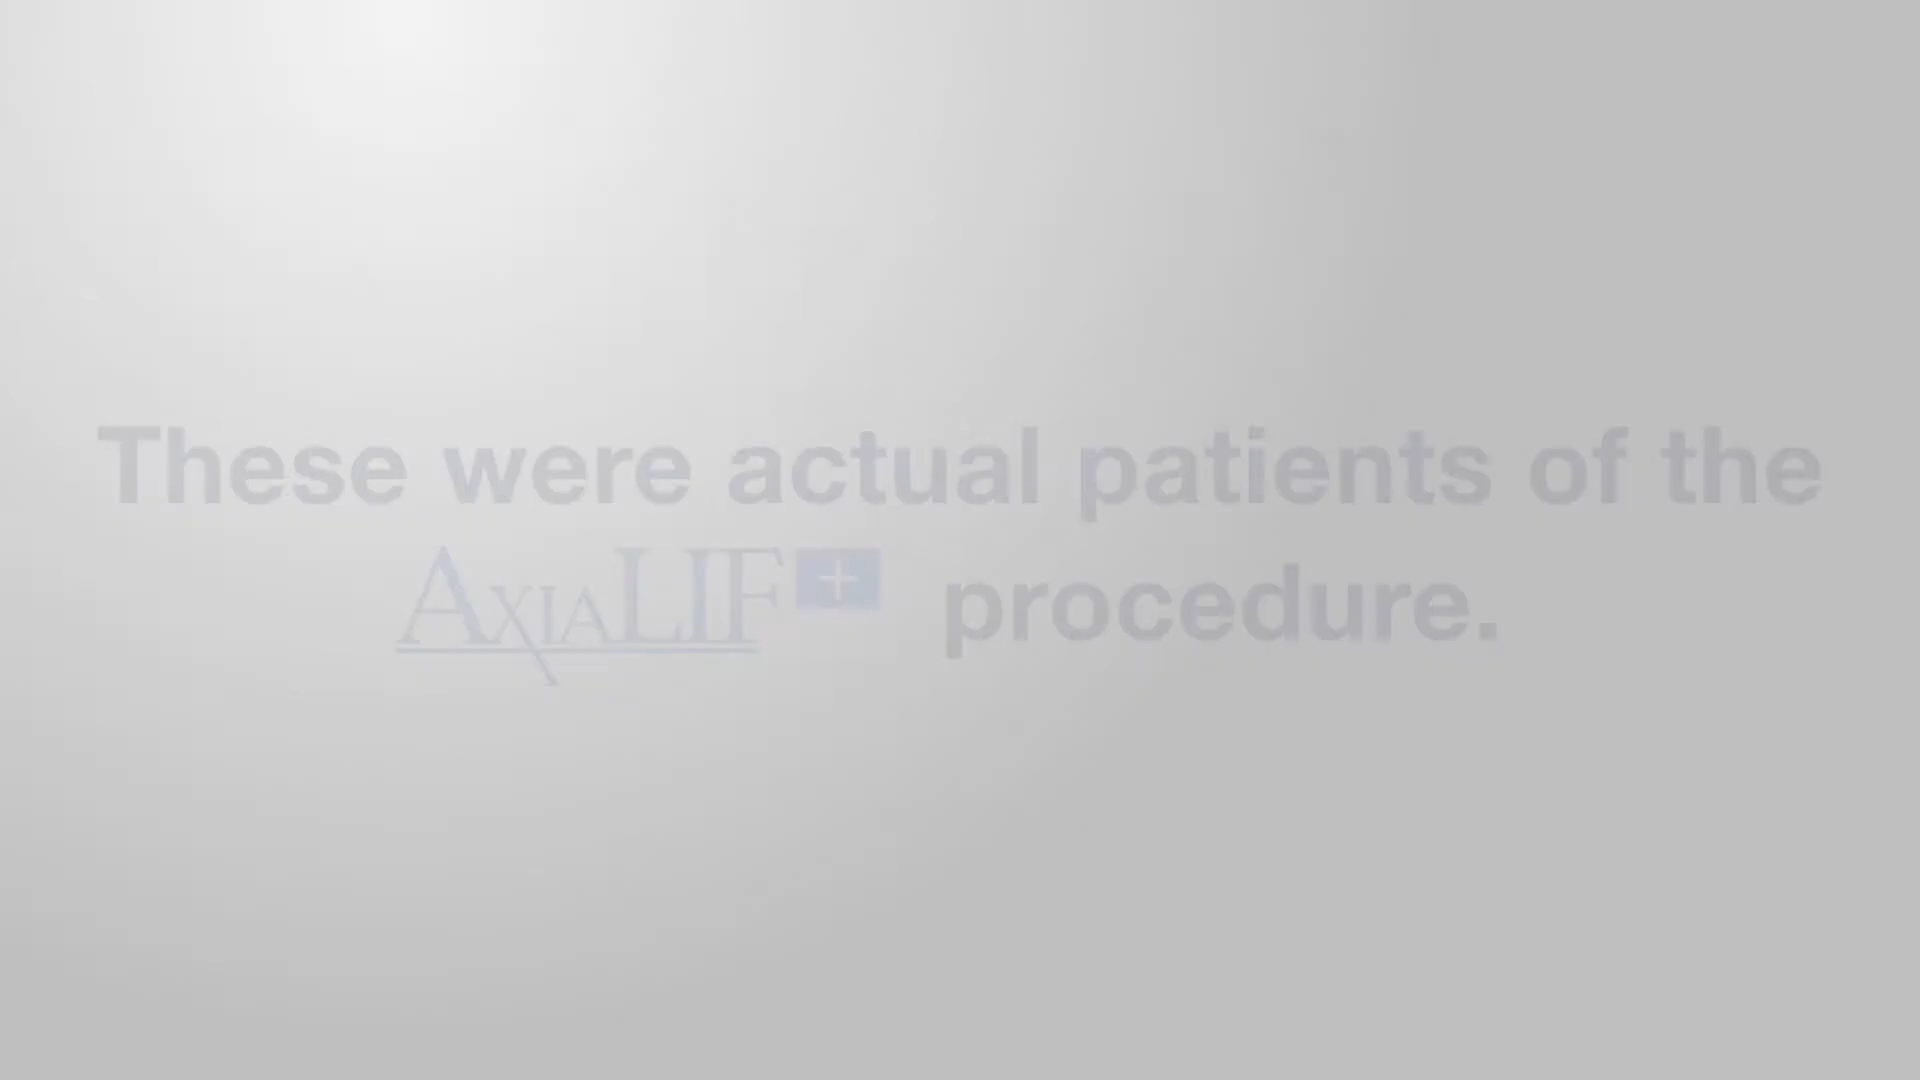 These were actual patients of the
AXIALIF+ procedure.